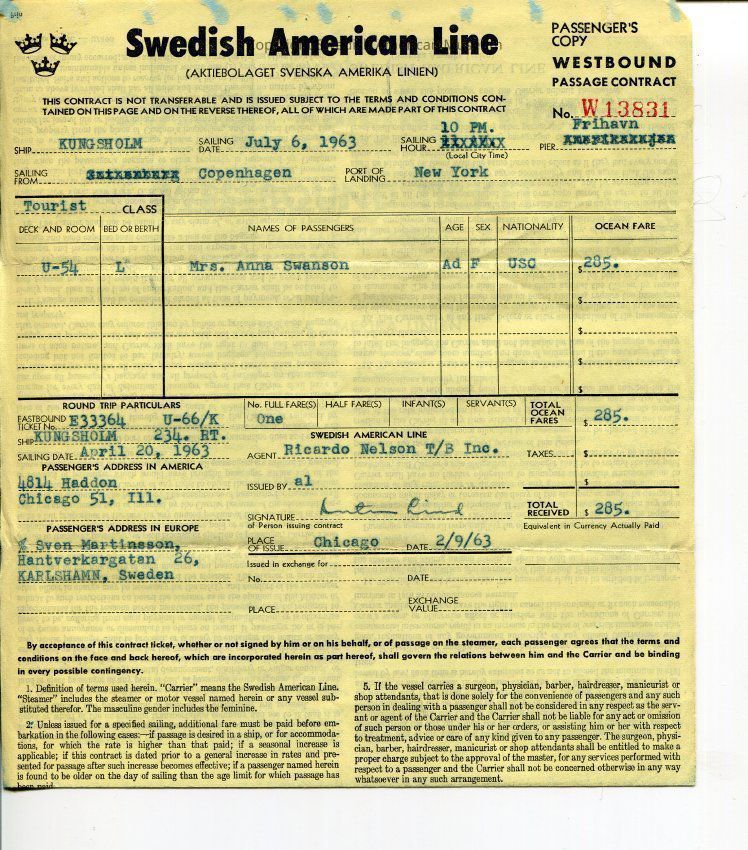 Swedish American Line
(AKTIEBOLAGET SVENSKA AMERIKA LINIEN)
PASSENGER'S
COPY
WESTBOUND
PASSAGE CONTRACT
THIS CONTRACT IS NOT TRANSFERABLE AND IS ISSUED SUBJECT TO THE TERMS AND CONDITIONS CON-
TAINED ON THIS PAGE AND ON THE REVERSE THEREOF, ALL OF WHICH ARE MADE PART OF THIS CONTRACT
No. W 13831
SHIP KUNGSHOLM SAILING DATE July 6, 1963 SAILING HOUR 10 PM. (Local City Time) PIER Frihavn
SAILING FROM Copenhagen PORT OF LANDING New York
Tourist CLASS
DECK AND ROOM BED OR BERTH NAMES OF PASSENGERS AGE SEX NATIONALITY OCEAN FARE
U-54 L Mrs. Anna Swanson Ad F USC $285.
$
$
$
$
ROUND TRIP PARTICULARS No. FULL FARE(S) HALF FARE(S) INFANT(S) SERVANT(S) TOTAL OCEAN FARES $ 285.
EASTBOUND TICKET No. E33364 U-66/K One
SHIP KUNGSHOLM 234. RT. SWEDISH AMERICAN LINE
SAILING DATE April 20, 1963 AGENT Ricardo Nelson T/B Inc. TAXES $
PASSENGER'S ADDRESS IN AMERICA
4814 Haddon ISSUED BY al $
Chicago 51, Ill.
SIGNATURE of Person issuing contract TOTAL RECEIVED $ 285.
Equivalent in Currency Actually Paid
PASSENGER'S ADDRESS IN EUROPE
% Sven Martinsson, PLACE OF ISSUE Chicago DATE 2/9/63
Hantverkargatan 26, Issued in exchange for
KARLSHAMN, Sweden No. DATE
PLACE EXCHANGE VALUE
By acceptance of this contract ticket, whether or not signed by him or on his behalf, or of passage on the steamer, each passenger agrees that the terms and
conditions on the face and back hereof, which are incorporated herein as part hereof, shall govern the relations between him and the Carrier and be binding
in every possible contingency.
1. Definition of terms used herein. "Carrier" means the Swedish American Line.
"Steamer" includes the steamer or motor vessel named herein or any vessel sub-
stituted therefor. The masculine gender includes the feminine.
2. Unless issued for a specified sailing, additional fare must be paid before em-
barkation in the following cases:—if passage is desired in a ship, or for accommoda-
tions, for which the rate is higher than that paid; if a seasonal increase is
applicable; if this contract is dated prior to a general increase in rates and pre-
sented for passage after such increase becomes effective; if a passenger named herein
is found to be older on the day of sailing than the age limit for which passage has
been paid.
5. If the vessel carries a surgeon, physician, barber, hairdresser, manicurist or
shop attendants, that is done solely for the convenience of passengers and any such
person in dealing with a passenger shall not be considered in any respect as the serv-
ant or agent of the Carrier and the Carrier shall not be liable for any act or omission
of such person or those under his or her orders, or assisting him or her with respect
to treatment, advice or care of any kind given to any passenger. The surgeon, physi-
cian, barber, hairdresser, manicurist or shop attendants shall be entitled to make a
proper charge subject to the approval of the master, for any services performed with
respect to a passenger and the Carrier shall not be concerned otherwise in any way
whatsoever in any such arrangement.